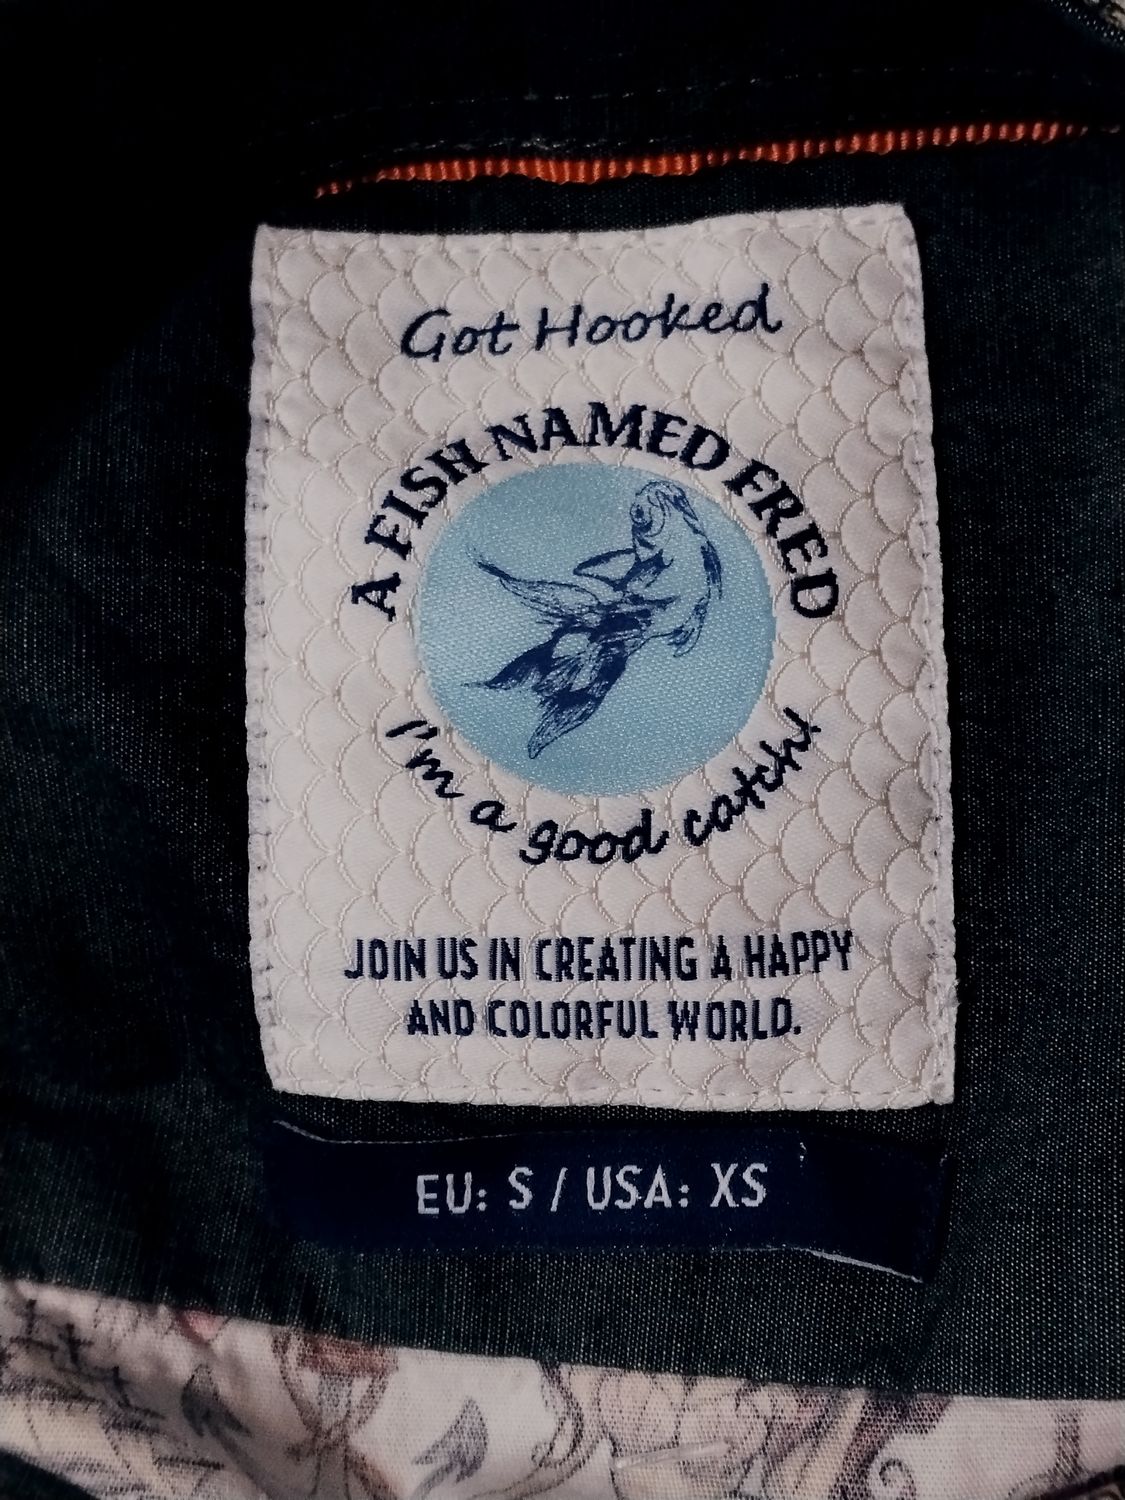 Got Hooked
A FISH NAMED FRED
I'm a good catch!
JOIN US IN CREATING A HAPPY
AND COLORFUL WORLD.
EU: S / USA: XS